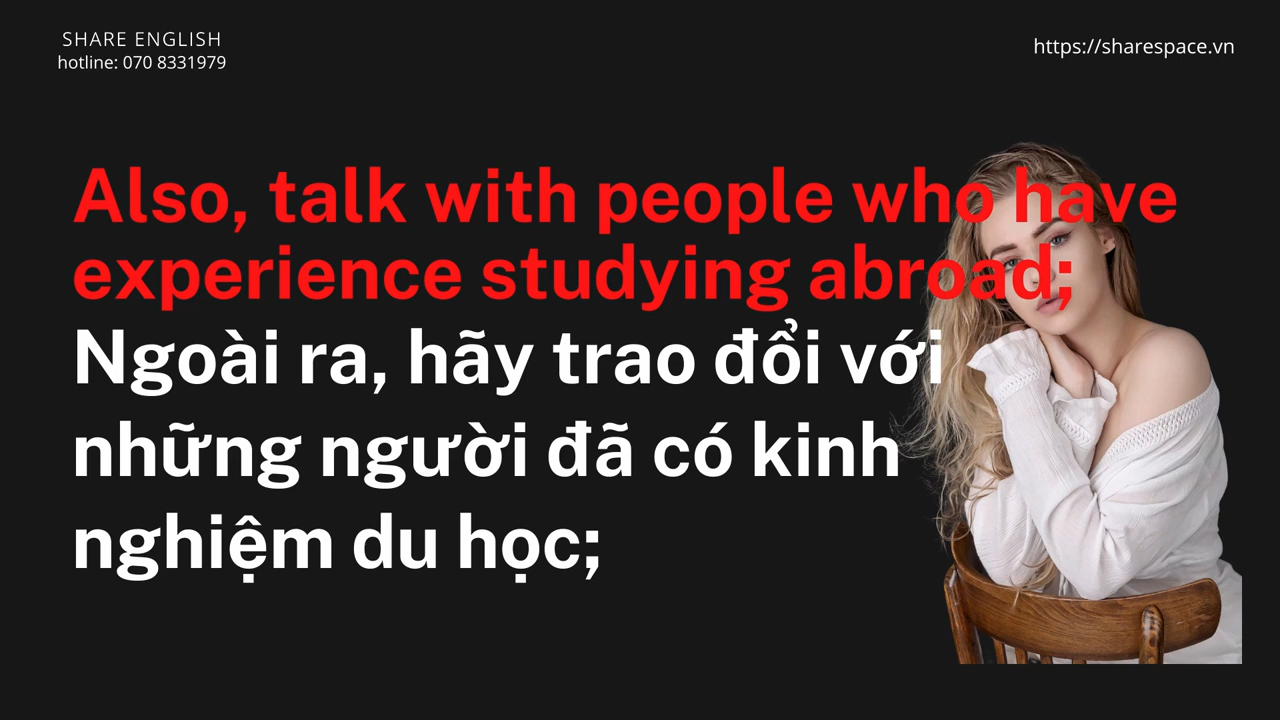 SHARE ENGLISH
hotline: 070 8331979
https://sharespace.vn
Also, talk with people who have
experience studying abroad;
Ngoài ra, hãy trao đổi với
những người đã có kinh
nghiệm du học;